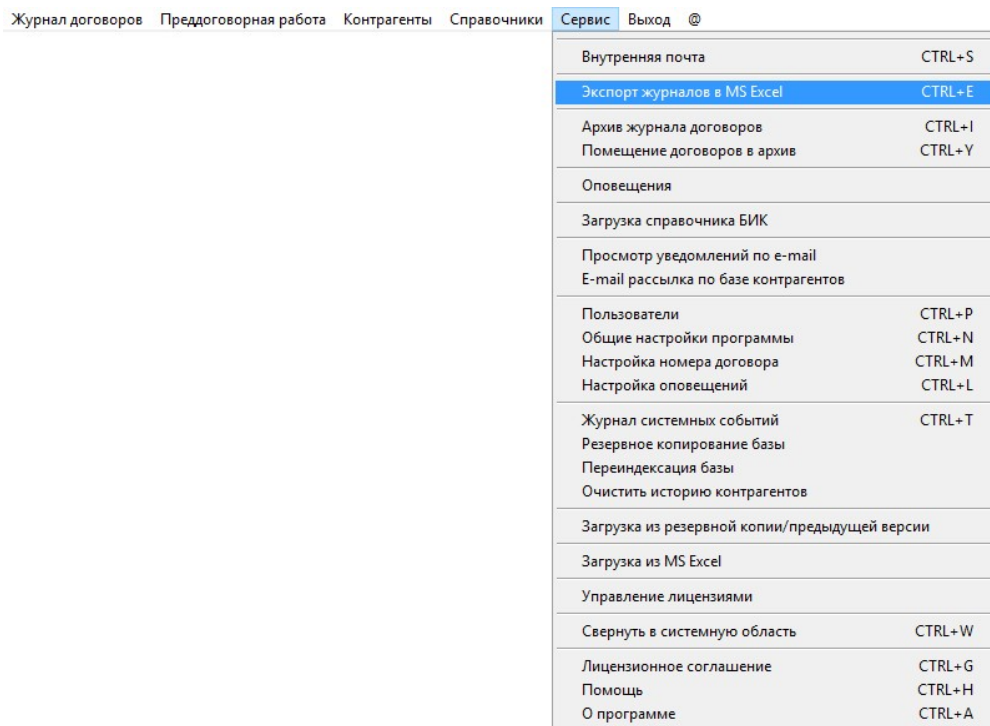 Журнал договоров Преддоговорная работа Контрагенты Справочники Сервис Выход @
Внутренняя почта CTRL+S
Экспорт журналов в MS Excel CTRL+E
Архив журнала договоров CTRL+I
Помещение договоров в архив CTRL+Y
Оповещения
Загрузка справочника БИК
Просмотр уведомлений по e-mail
E-mail рассылка по базе контрагентов
Пользователи CTRL+P
Общие настройки программы CTRL+N
Настройка номера договора CTRL+M
Настройка оповещений CTRL+L
Журнал системных событий CTRL+T
Резервное копирование базы
Переиндексация базы
Очистить историю контрагентов
Загрузка из резервной копии/предыдущей версии
Загрузка из MS Excel
Управление лицензиями
Свернуть в системную область CTRL+W
Лицензионное соглашение CTRL+G
Помощь CTRL+H
О программе CTRL+A